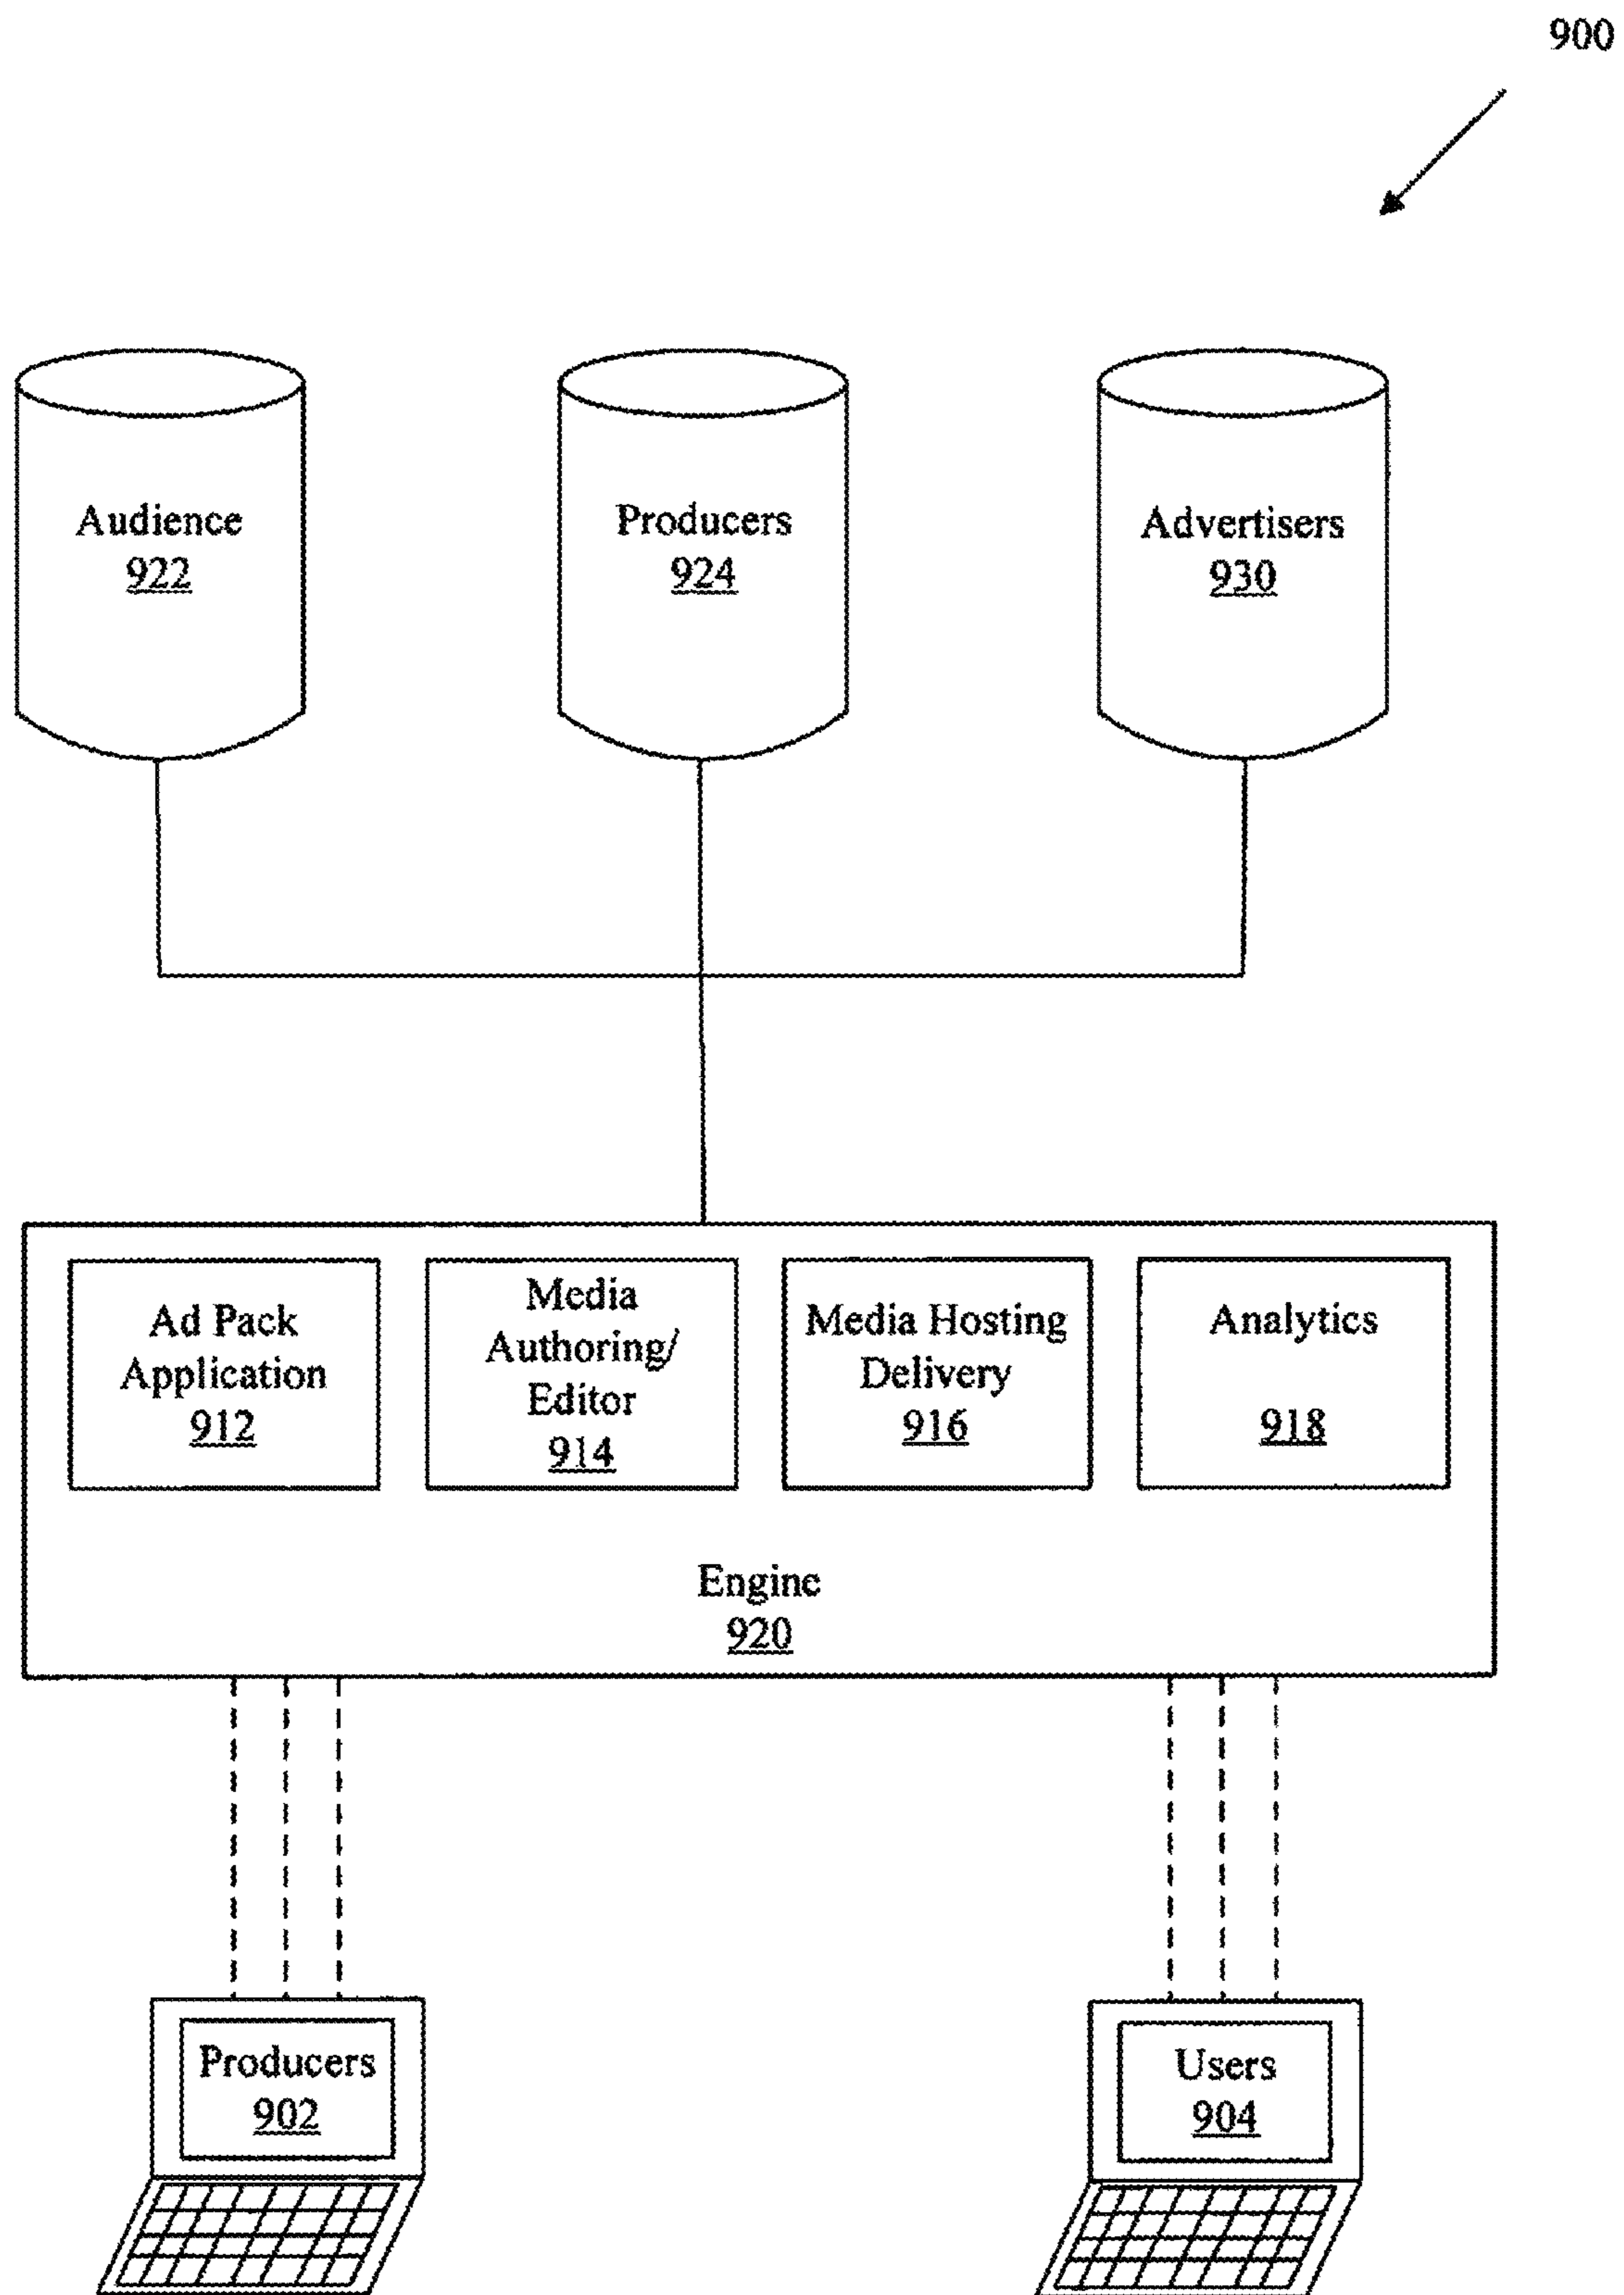 900
Audience
922
Producers
924
Advertisers
930
Ad Pack
Application
912
Media
Authoring/
Editor
914
Media Hosting
Delivery
916
Analytics
918
Engine
920
Producers
902
Users
904